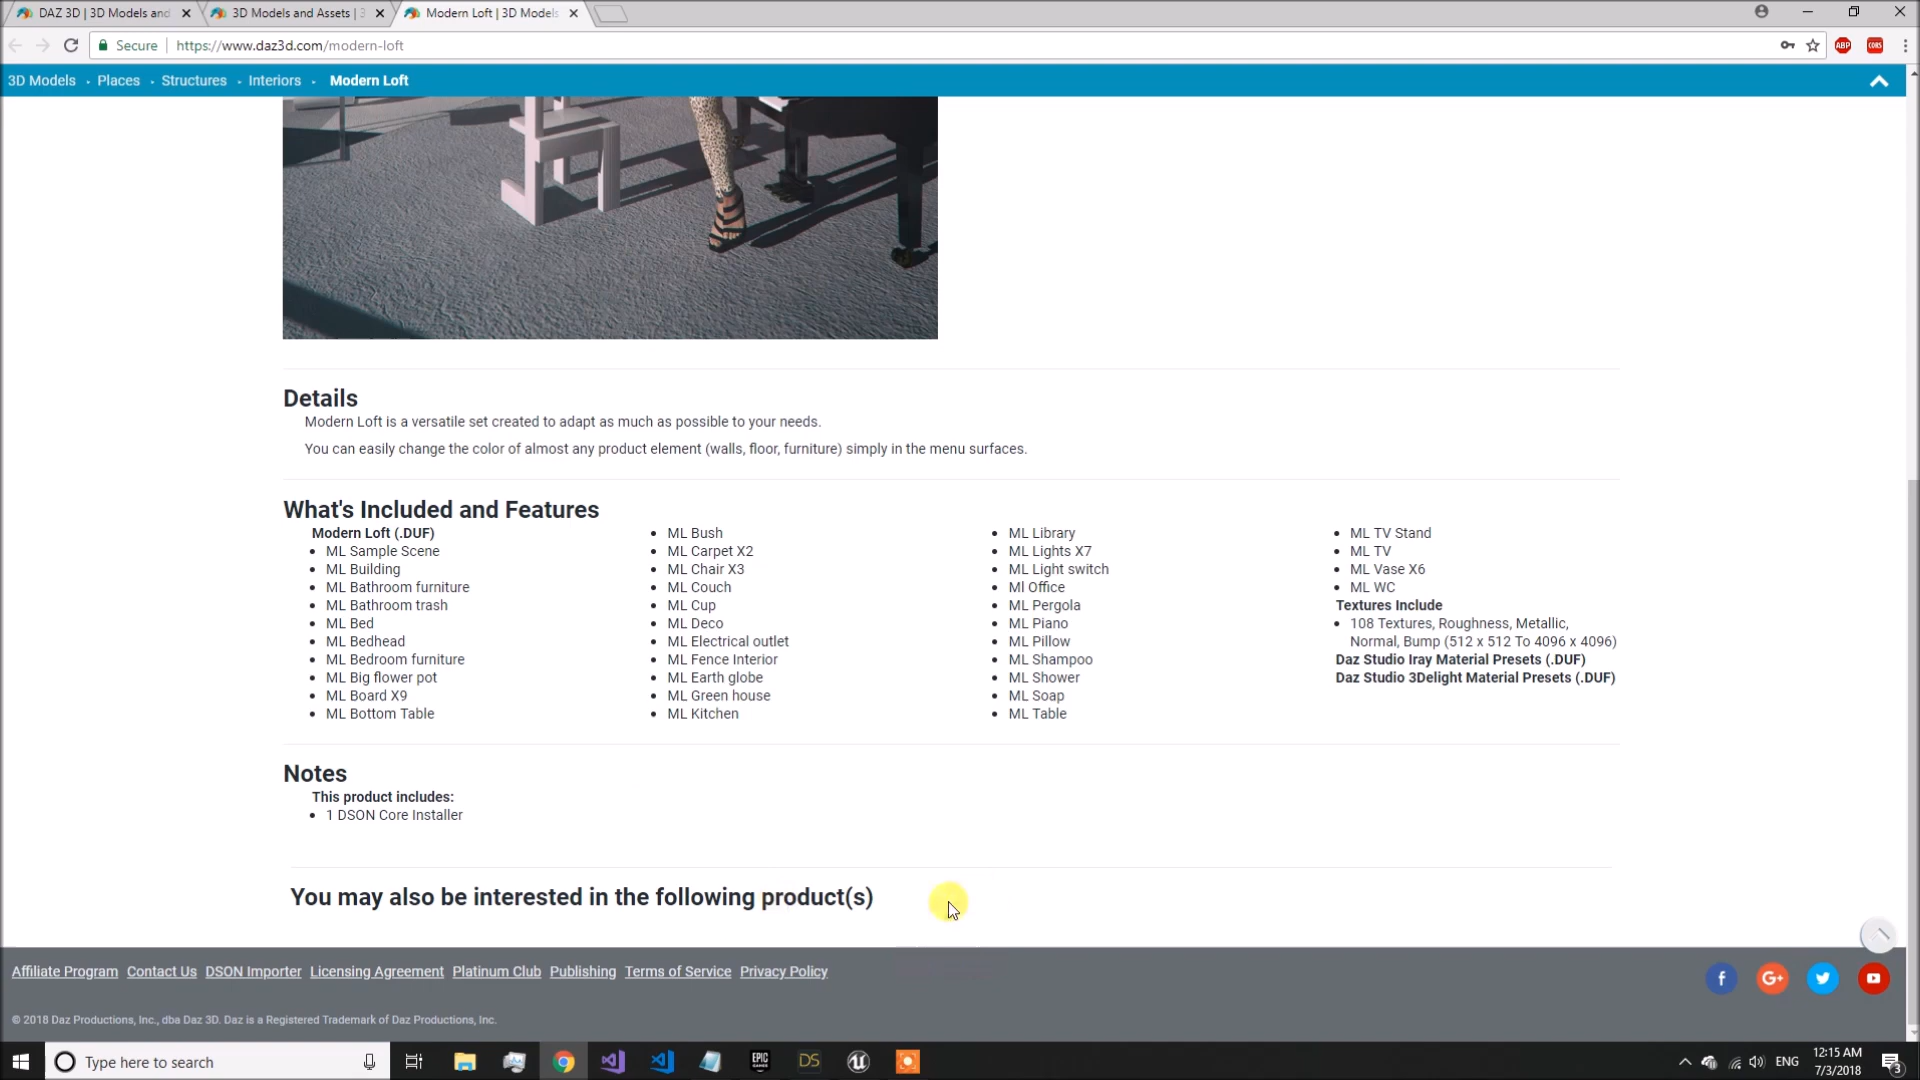 DAZ 3D | 3D Models and
3D Models and Assets | 3
Modern Loft | 3D Models
Secure
https://www.daz3d.com/modern-loft
ABP
CORS
3D Models
Places
Structures
Interiors
Modern Loft
Details
Modern Loft is a versatile set created to adapt as much as possible to your needs.
You can easily change the color of almost any product element (walls, floor, furniture) simply in the menu surfaces.
What's Included and Features
Modern Loft (.DUF)
ML Sample Scene
ML Building
ML Bathroom furniture
ML Bathroom trash
ML Bed
ML Bedhead
ML Bedroom furniture
ML Big flower pot
ML Board X9
ML Bottom Table
ML Bush
ML Carpet X2
ML Chair X3
ML Couch
ML Cup
ML Deco
ML Electrical outlet
ML Fence Interior
ML Earth globe
ML Green house
ML Kitchen
ML Library
ML Lights X7
ML Light switch
Ml Office
ML Pergola
ML Piano
ML Pillow
ML Shampoo
ML Shower
ML Soap
ML Table
ML TV Stand
ML TV
ML Vase X6
ML WC
Textures Include
108 Textures, Roughness, Metallic,
Normal, Bump (512 x 512 To 4096 x 4096)
Daz Studio Iray Material Presets (.DUF)
Daz Studio 3Delight Material Presets (.DUF)
Notes
This product includes:
1 DSON Core Installer
You may also be interested in the following product(s)
Affiliate Program Contact Us DSON Importer Licensing Agreement Platinum Club Publishing Terms of Service Privacy Policy
f G+
© 2018 Daz Productions, Inc., dba Daz 3D. Daz is a Registered Trademark of Daz Productions, Inc.
Type here to search
EPIC
GAMES
DS
ENG
12:15 AM
7/3/2018
3